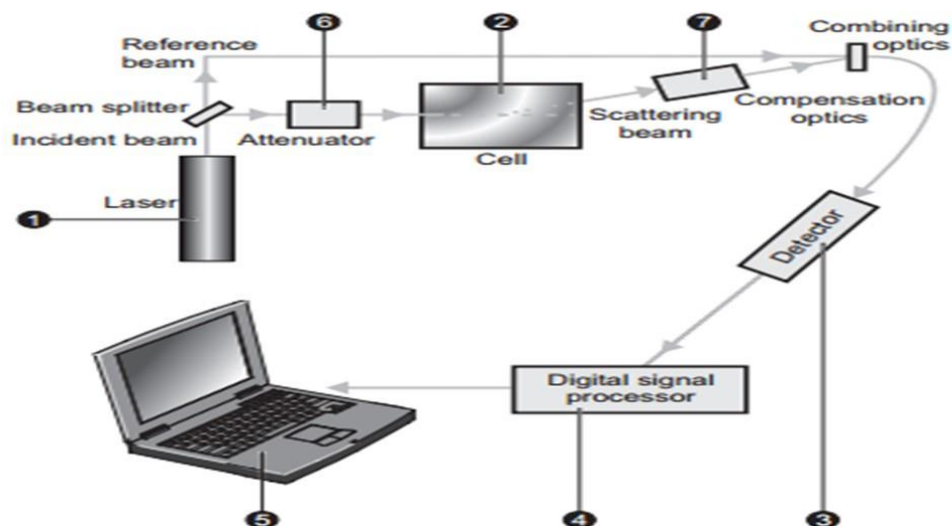 6
2
7
Combining
optics
Reference
beam
Beam splitter
Incident beam
Attenuator
Cell
Scattering
beam
Compensation
optics
Laser
1
Detector
Digital signal
processor
5
4
3